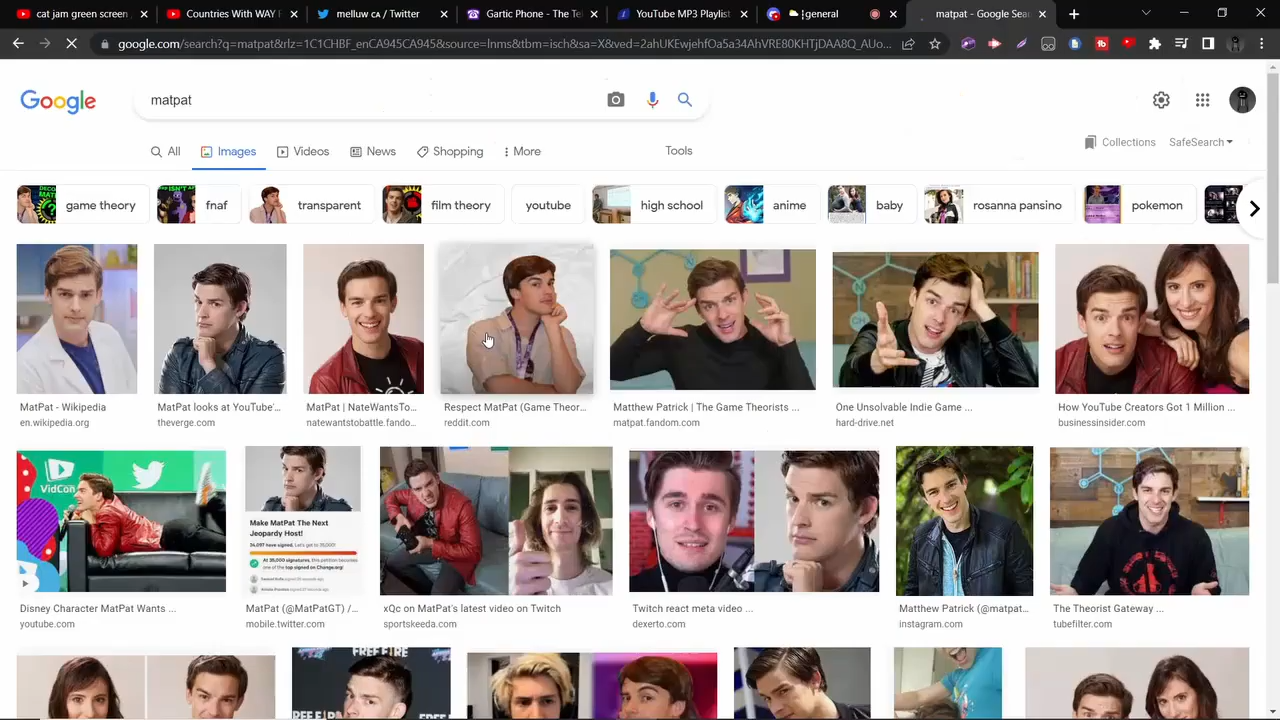 cat jam green screen
Countries With WAY
melluw ca / Twitter
Gartic Phone - The Te
YouTube MP3 Playlist
general
matpat - Google Sea
google.com/search?q=matpat&rlz=1C1CHBF_enCA945CA945&source=lnms&tbm=isch&sa=X&ved=2ahUKEwjehfOa5a34AhVRE80KHTjDAA8Q_AUo...
Google
matpat
All
Images
Videos
News
Shopping
More
Tools
Collections
SafeSearch
game theory
fnaf
transparent
film theory
youtube
high school
anime
baby
rosanna pansino
pokemon
MatPat - Wikipedia
en.wikipedia.org
MatPat looks at YouTube'...
theverge.com
MatPat | NateWantsTo...
natewantstobattle.fando...
Respect MatPat (Game Theor...
reddit.com
Matthew Patrick | The Game Theorists ...
matpat.fandom.com
One Unsolvable Indie Game ...
hard-drive.net
How YouTube Creators Got 1 Million ...
businessinsider.com
VidCon
Make MatPat The Next
Jeopardy Host!
Disney Character MatPat Wants ...
youtube.com
MatPat (@MatPatGT) /...
mobile.twitter.com
xQc on MatPat's latest video on Twitch
sportskeeda.com
Twitch react meta video ...
dexerto.com
Matthew Patrick (@matpat...
instagram.com
The Theorist Gateway ...
tubefilter.com
FREE FIRE